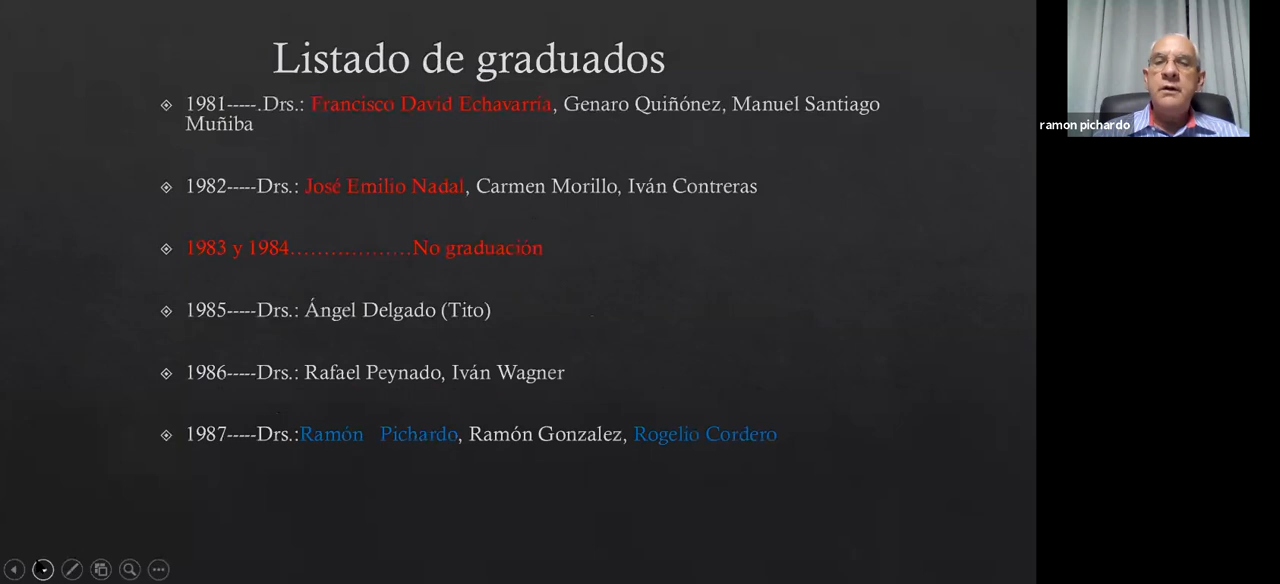 Listado de graduados
1981-----.Drs.: Francisco David Echavarría, Genaro Quiñónez, Manuel Santiago
Muñiba
1982-----Drs.: José Emilio Nadal, Carmen Morillo, Iván Contreras
1983 y 1984………………No graduación
1985-----Drs.: Ángel Delgado (Tito)
1986-----Drs.: Rafael Peynado, Iván Wagner
1987-----Drs.:Ramón Pichardo, Ramón Gonzalez, Rogelio Cordero
ramon pichardo